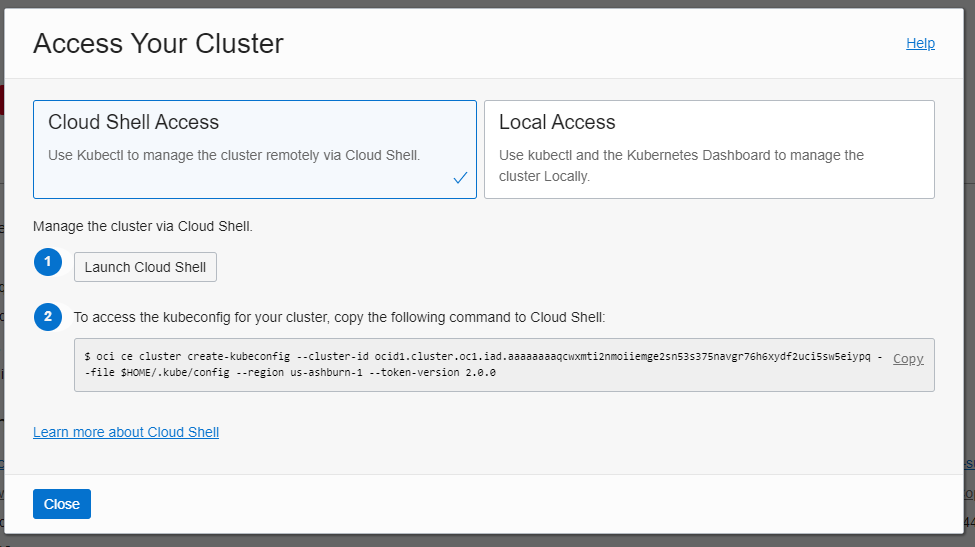 Access Your Cluster
Help
Cloud Shell Access
Use Kubectl to manage the cluster remotely via Cloud Shell.
Local Access
Use kubectl and the Kubernetes Dashboard to manage the
cluster Locally.
Manage the cluster via Cloud Shell.
1
Launch Cloud Shell
2
To access the kubeconfig for your cluster, copy the following command to Cloud Shell:
$ oci ce cluster create-kubeconfig --cluster-id ocid1.cluster.oc1.iad.aaaaaaaaqcwxmti2nmoiiemge2sn53s375navgr76h6xydf2uci5sw5eiypq -
-file $HOME/.kube/config --region us-ashburn-1 --token-version 2.0.0
Copy
Learn more about Cloud Shell
Close